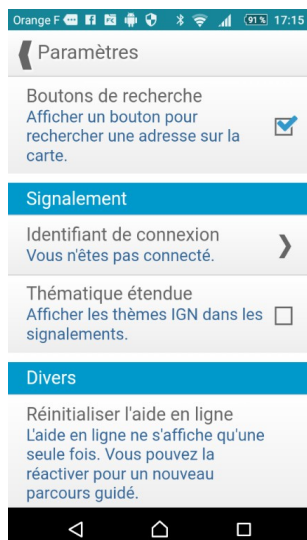 Orange F 91% 17:15
Paramètres
Boutons de recherche
Afficher un bouton pour
rechercher une adresse sur la
carte.
Signalement
Identifiant de connexion
Vous n'êtes pas connecté.
Thématique étendue
Afficher les thèmes IGN dans les
signalements.
Divers
Réinitialiser l'aide en ligne
L'aide en ligne ne s'affiche qu'une
seule fois. Vous pouvez la
réactiver pour un nouveau
parcours guidé.